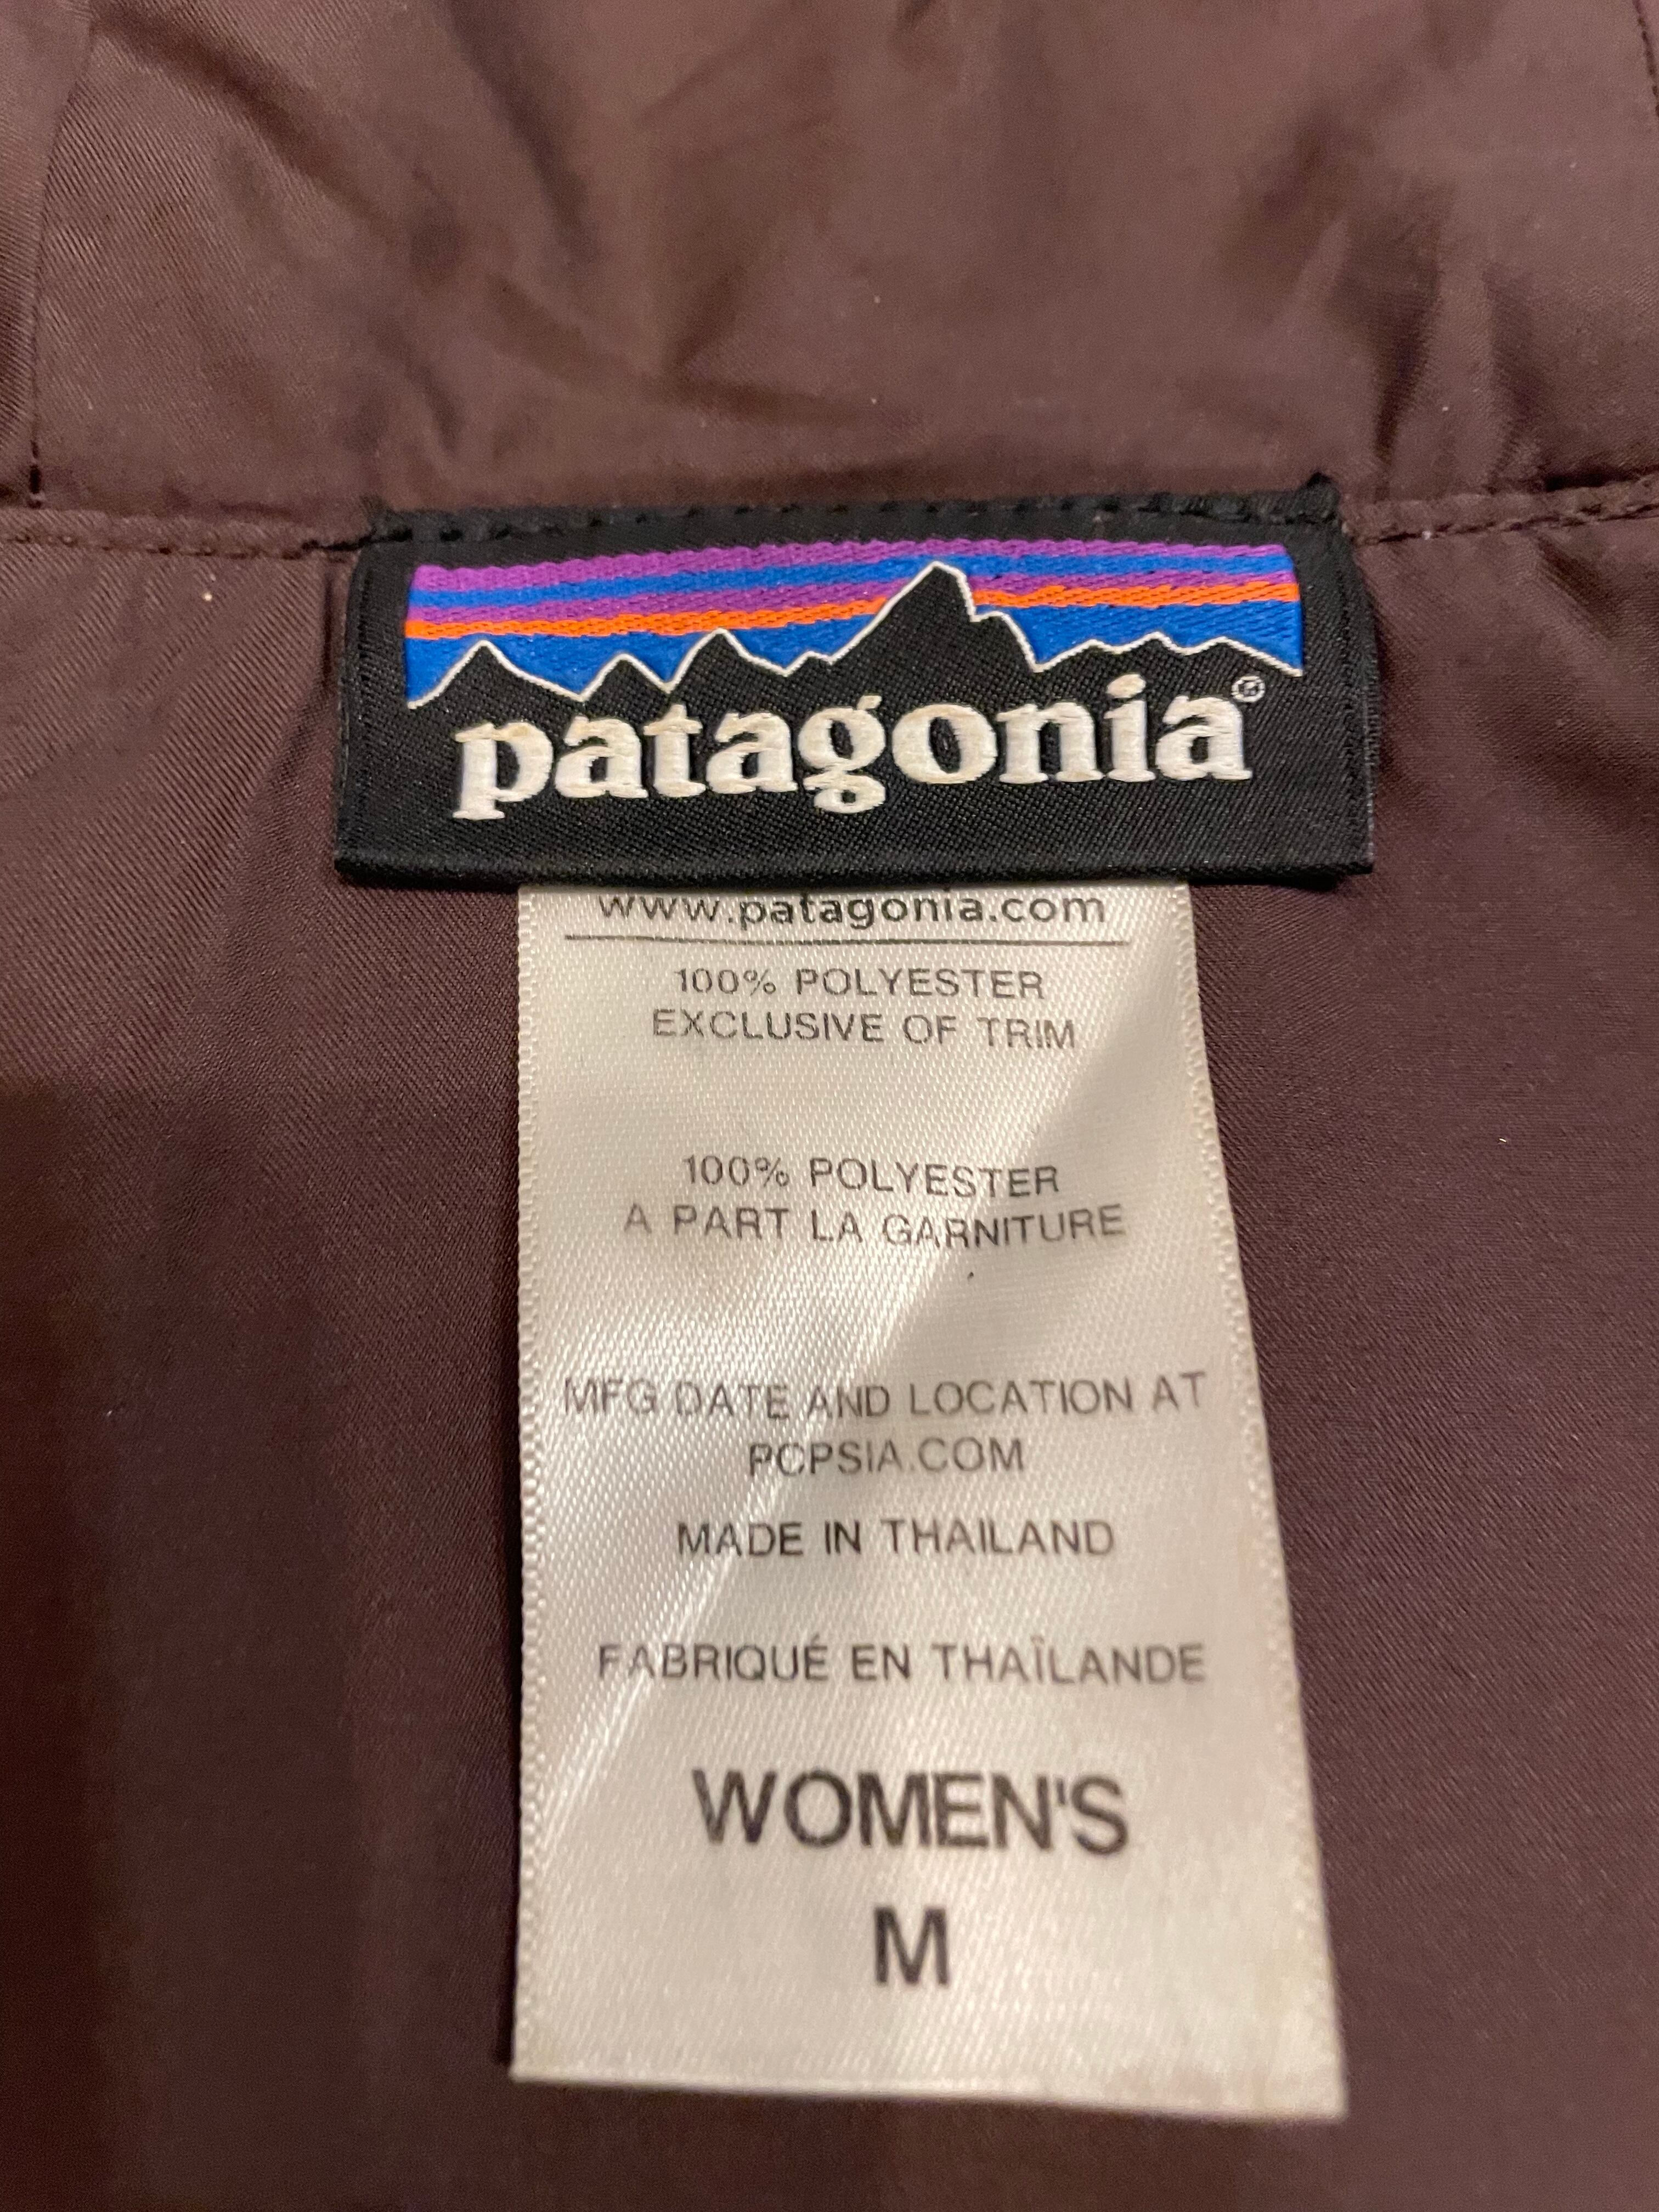 patagonia®
www.patagonia.com
100% POLYESTER
EXCLUSIVE OF TRIM
100% POLYESTER
A PART LA GARNITURE
MFG DATE AND LOCATION AT
PCPSIA.COM
MADE IN THAILAND
FABRIQUÉ EN THAÏLANDE
WOMEN'S
M